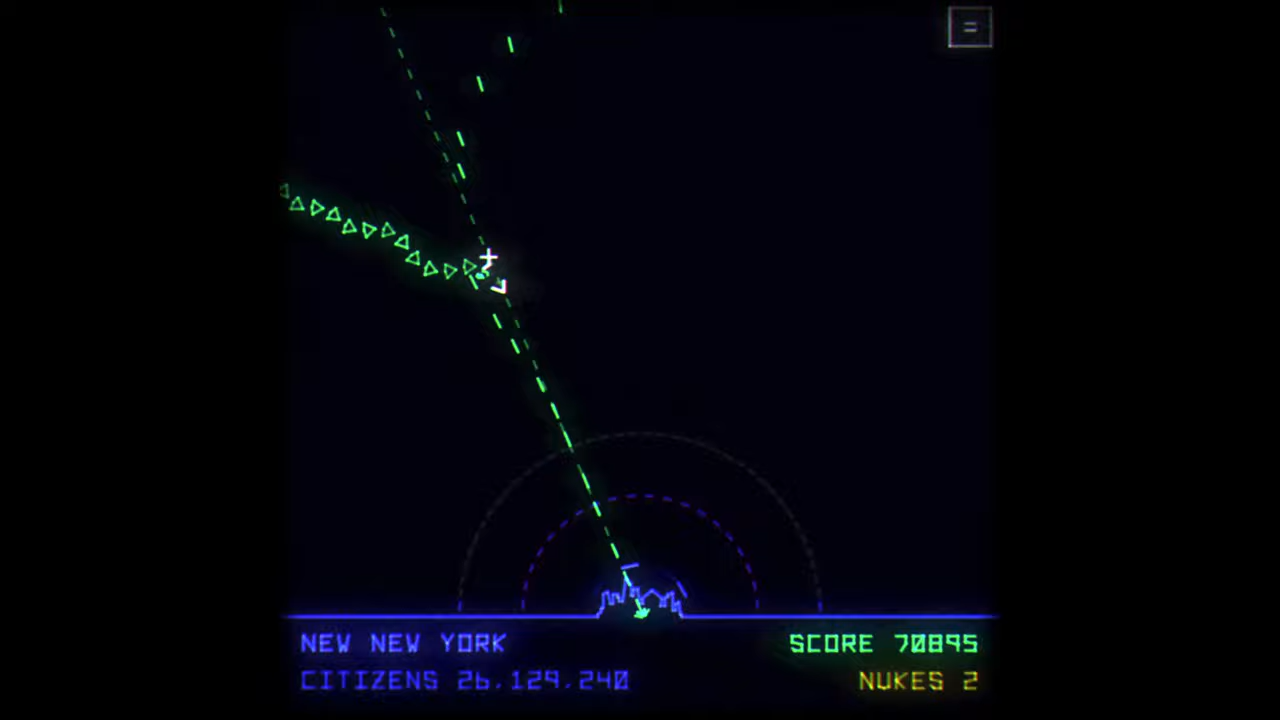 =
NEW NEW YORK
SCORE 70895
CITIZENS 26.129.240
NUKES 2